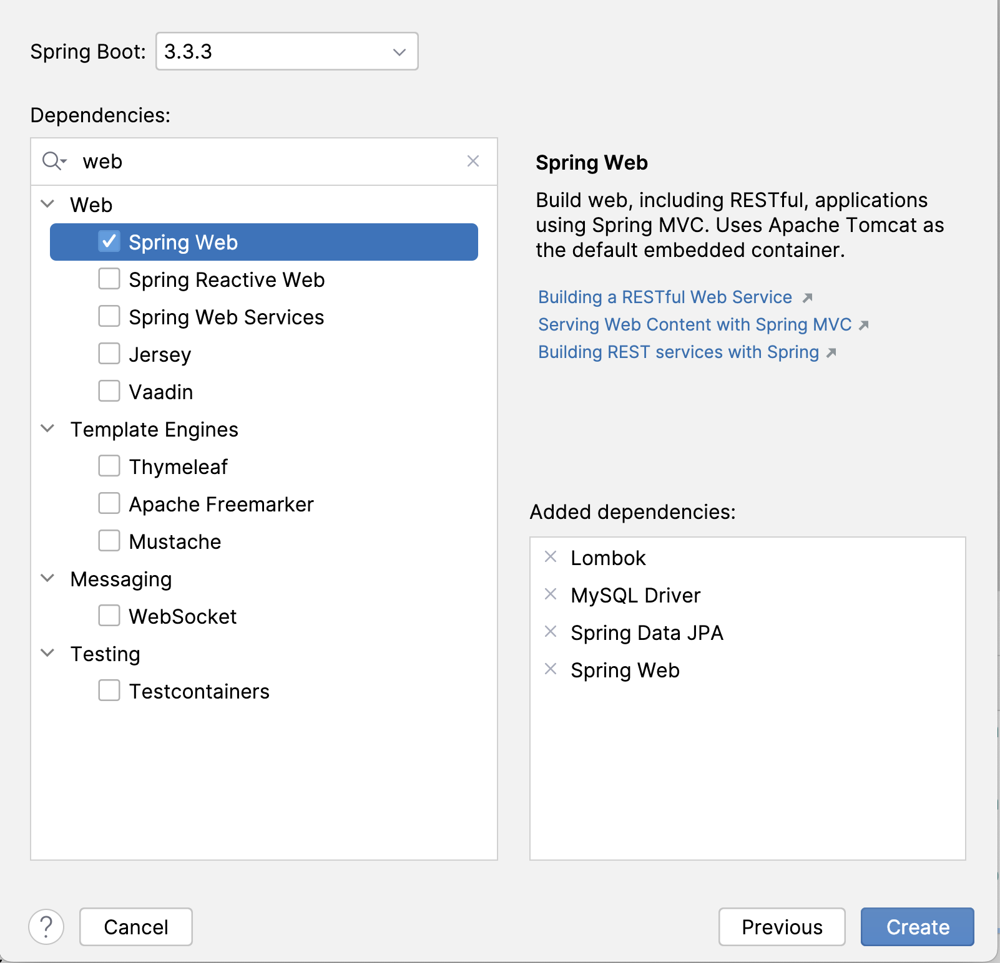 Spring Boot: 3.3.3
Dependencies:
web
Web
Spring Web
Spring Reactive Web
Spring Web Services
Jersey
Vaadin
Template Engines
Thymeleaf
Apache Freemarker
Mustache
Messaging
WebSocket
Testing
Testcontainers
Spring Web
Build web, including RESTful, applications
using Spring MVC. Uses Apache Tomcat as
the default embedded container.
Building a RESTful Web Service
Serving Web Content with Spring MVC
Building REST services with Spring
Added dependencies:
Lombok
MySQL Driver
Spring Data JPA
Spring Web
? Cancel Previous Create